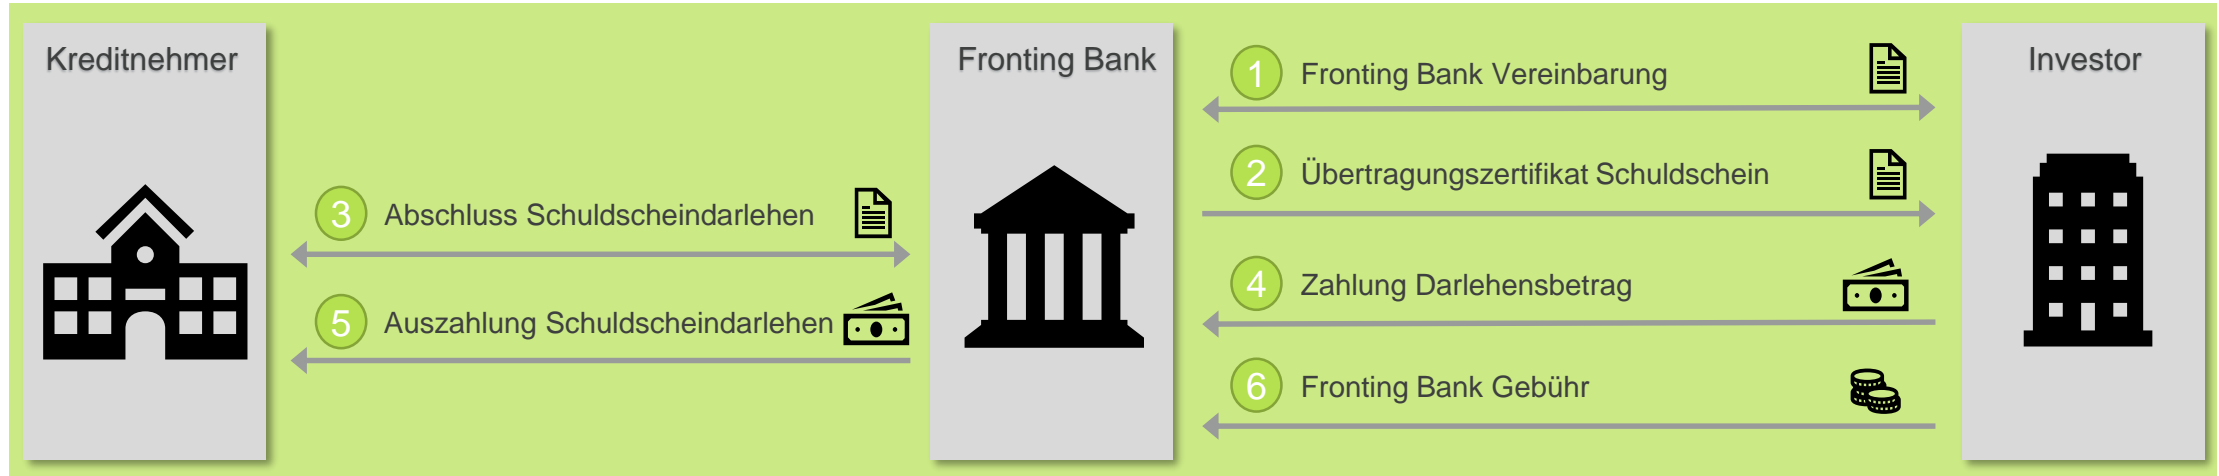 Kreditnehmer
Fronting Bank
Investor
1 Fronting Bank Vereinbarung
2 Übertragungszertifikat Schuldschein
3 Abschluss Schuldscheindarlehen
4 Zahlung Darlehensbetrag
5 Auszahlung Schuldscheindarlehen
6 Fronting Bank Gebühr